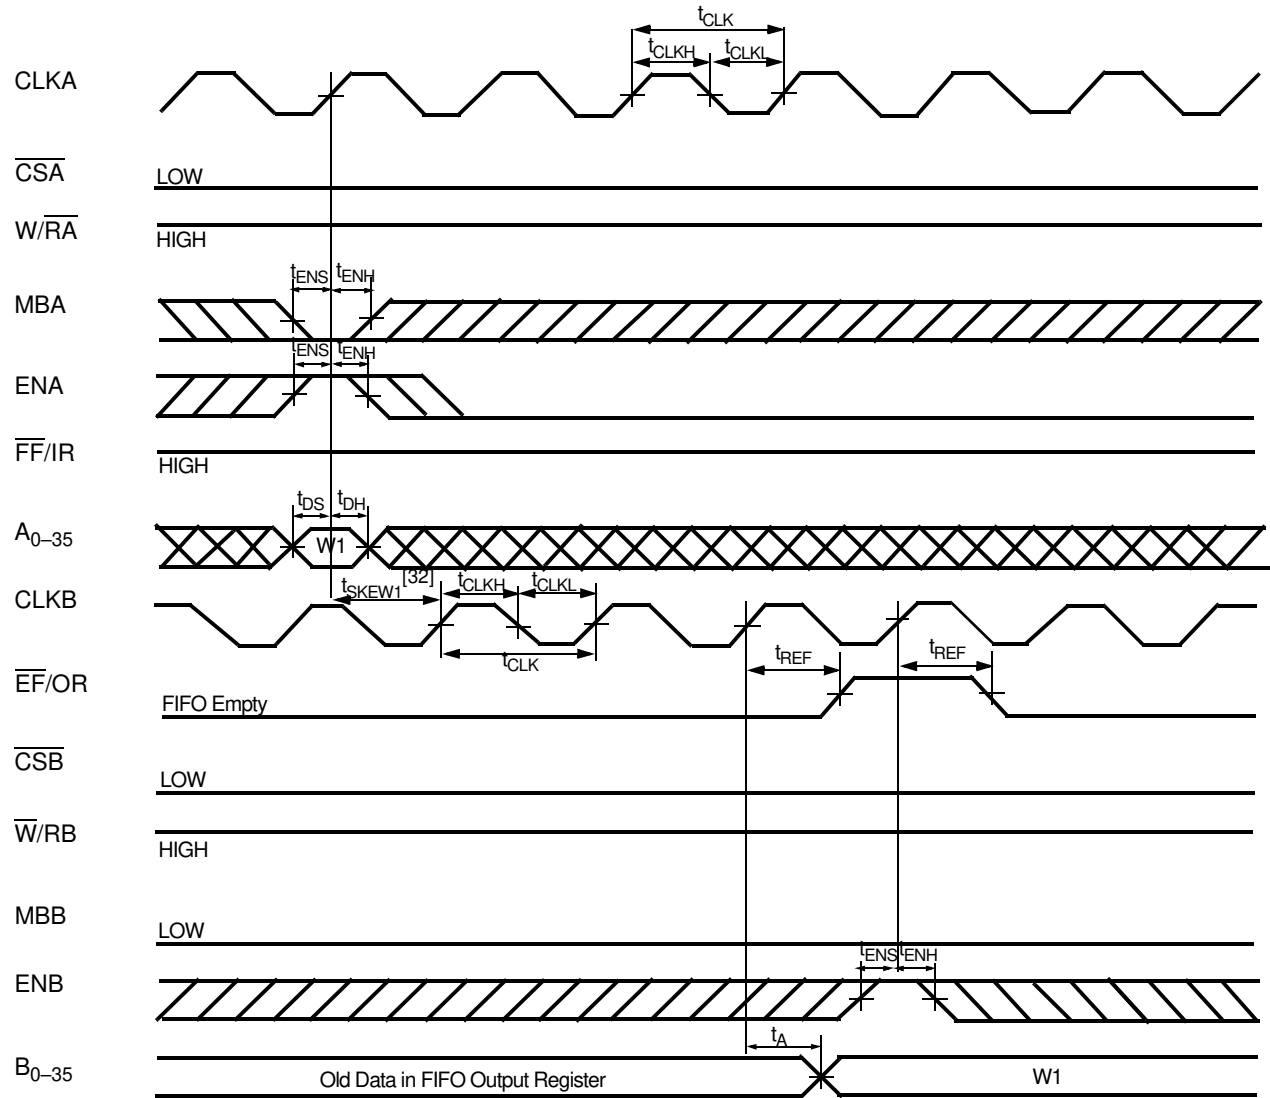 tCLK
tCLKH tCLKL
CLKA
CSA
LOW
W/RA
HIGH
tENS tENH
MBA
tENS tENH
ENA
FF/IR
HIGH
tDS tDH
A0–35
W1
tSKEW1[32] tCLKH tCLKL
CLKB
tCLK
tREF tREF
EF/OR
FIFO Empty
CSB
LOW
W/RB
HIGH
MBB
LOW
tENS tENH
ENB
tA
B0–35
Old Data in FIFO Output Register
W1